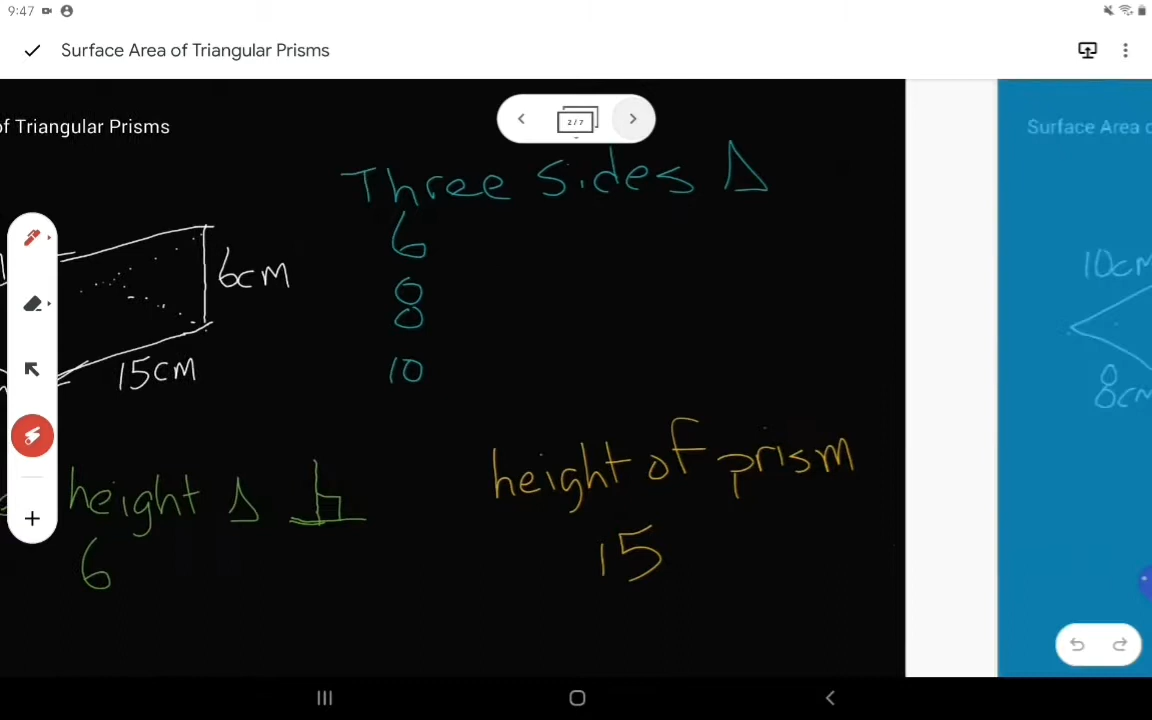 9:47
Surface Area of Triangular Prisms
of Triangular Prisms
2/7
Surface Area o
Three sides Δ
6
8
10
6cm
15cm
10cm
8cm
height Δ
6
height of prism
15